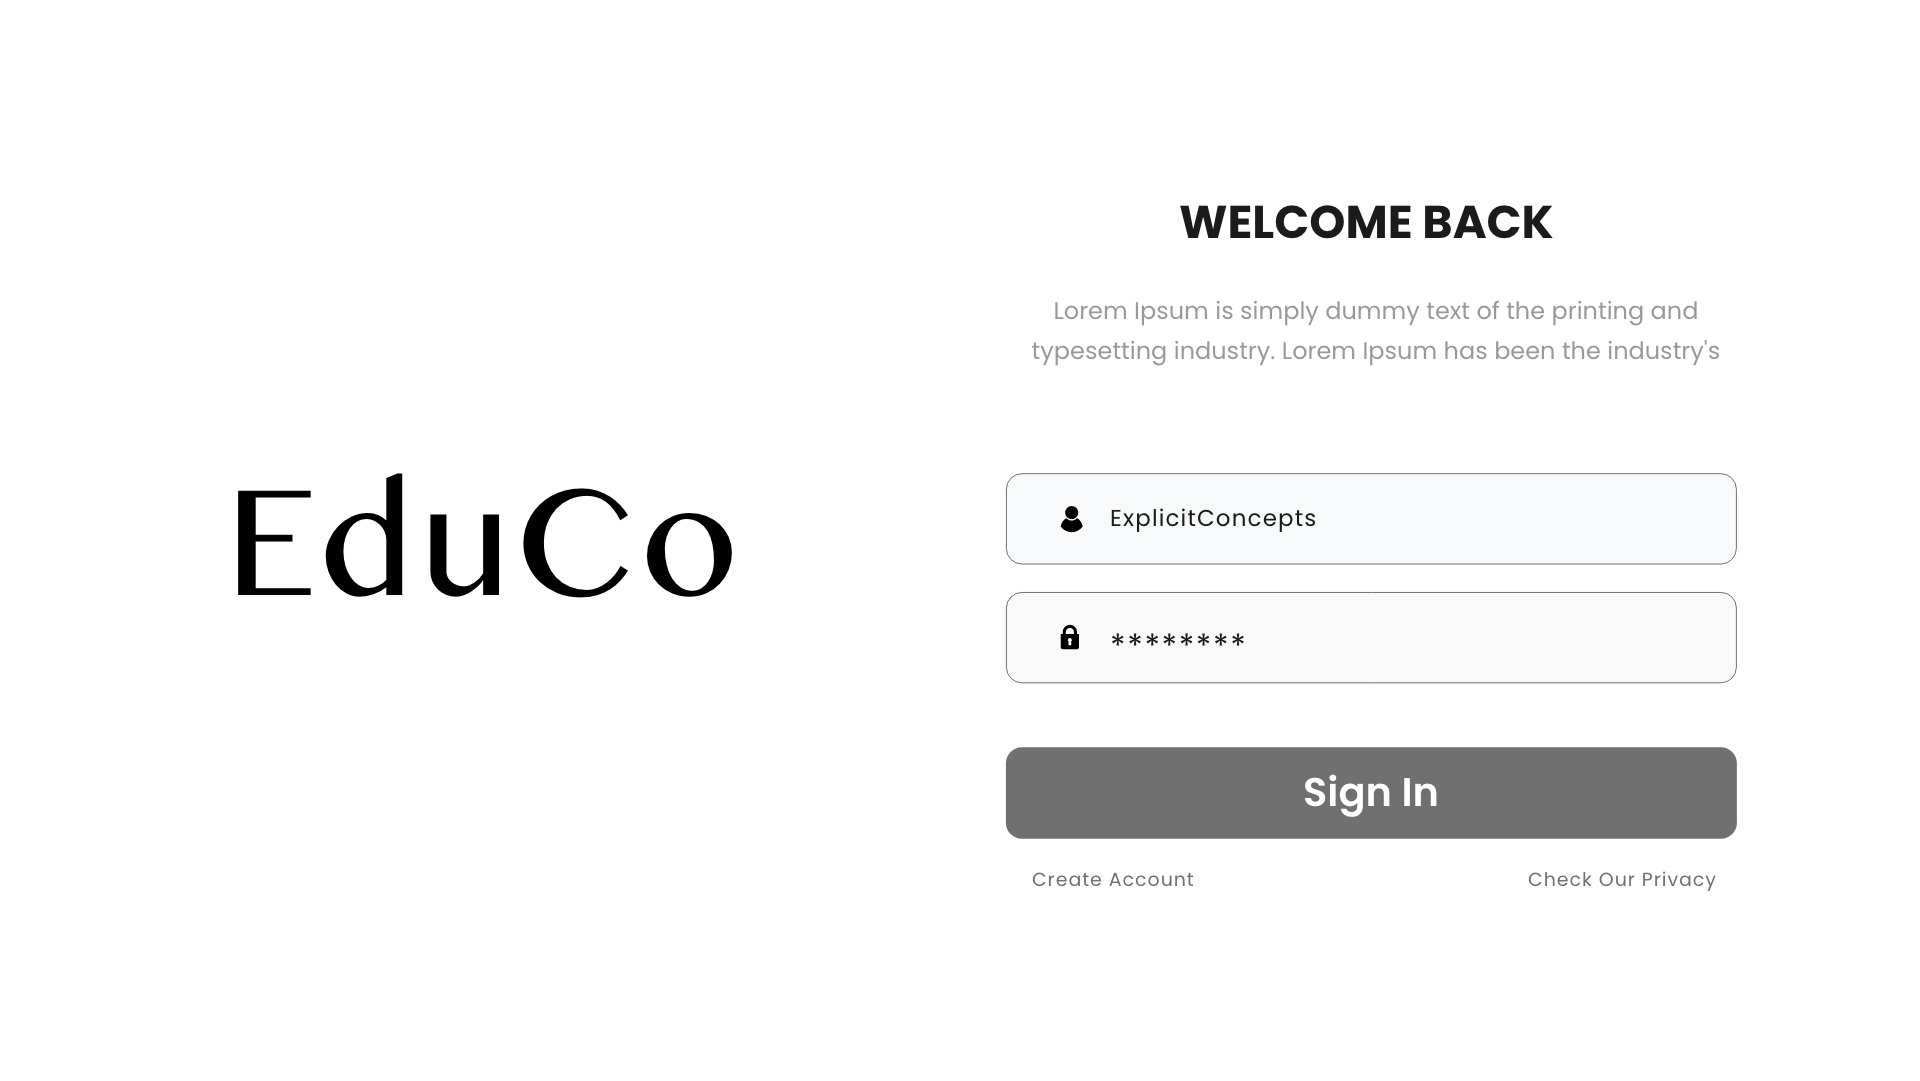 EduCo
WELCOME BACK
Lorem Ipsum is simply dummy text of the printing and
typesetting industry. Lorem Ipsum has been the industry's
ExplicitConcepts
********
Sign In
Create Account
Check Our Privacy